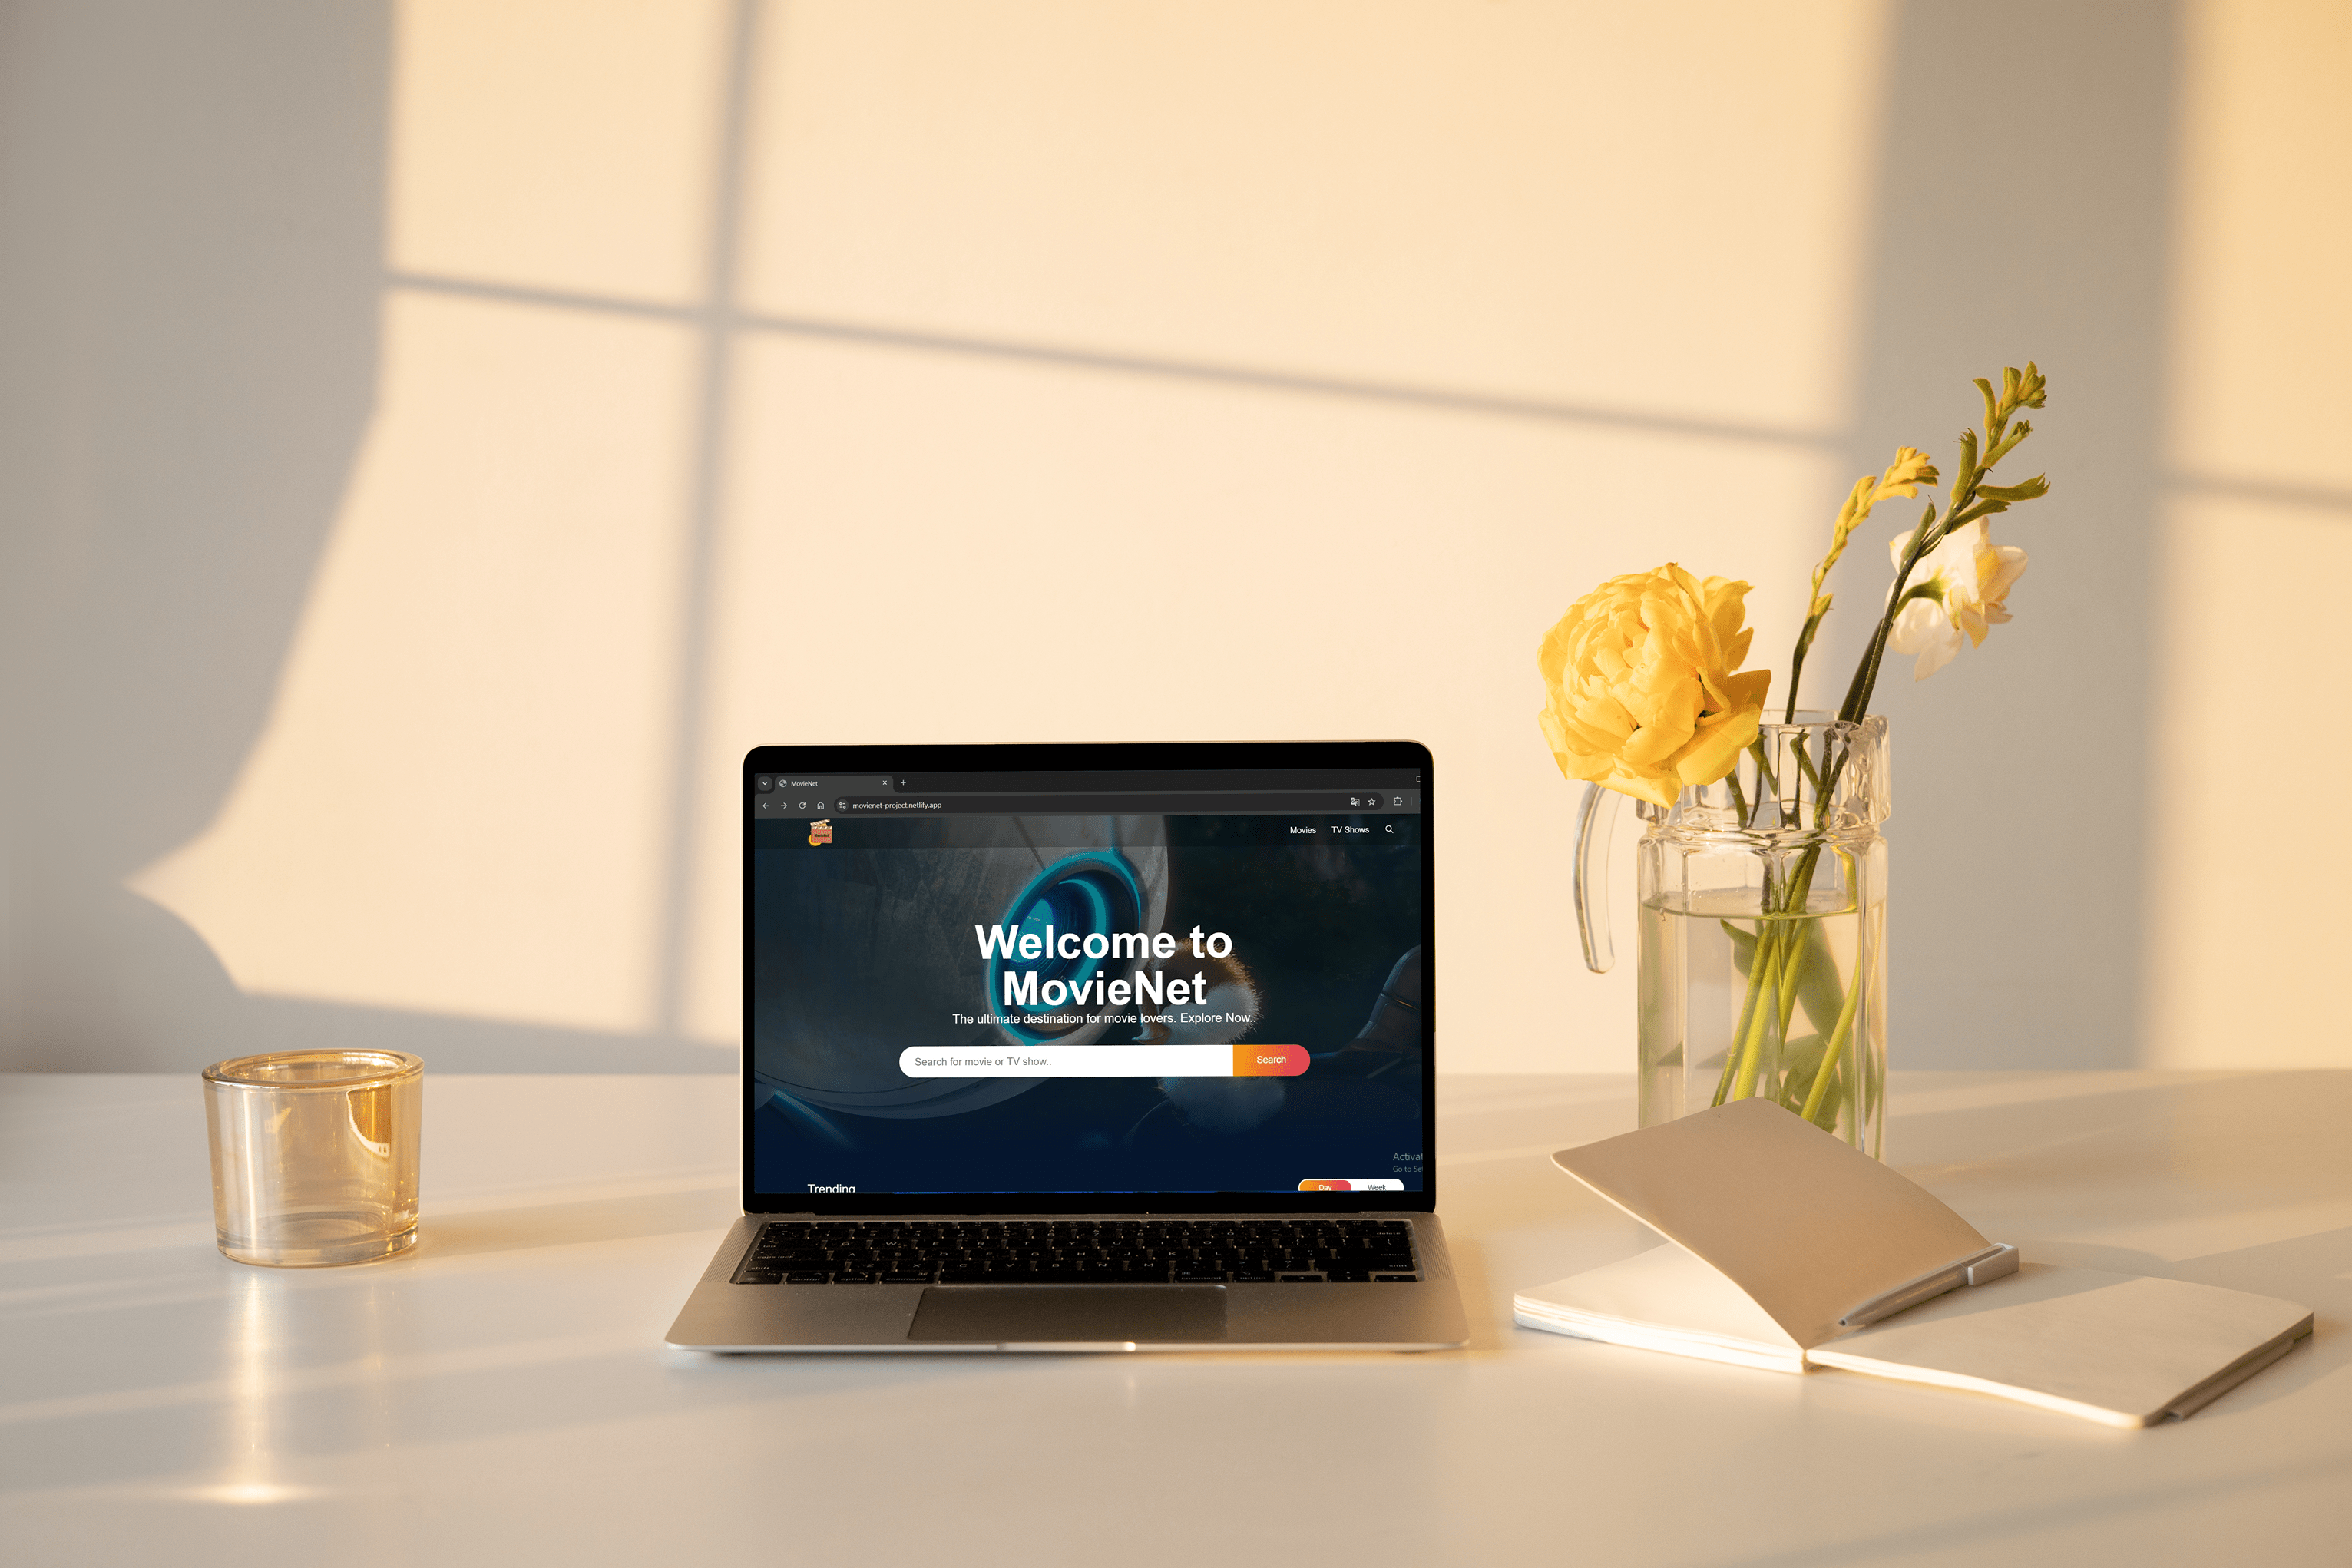 MovieNet
movienet-project.netlify.app
Movies TV Shows
Welcome to
MovieNet
The ultimate destination for movie lovers. Explore Now..
Search for movie or TV show.. Search
Activat
Go to Se
Trending Day Week